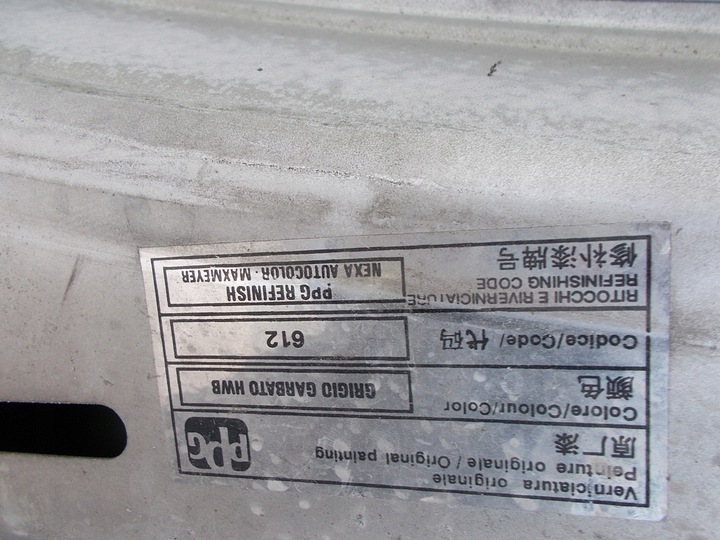 Verniciatura originale
Peinture originale / Original painting
原厂漆
PPG
Colore/Colour/Color
颜色
GRIGIO GARBATO HWB
Codice/Code/代码
612
RITOCCHI E RIVERNICIATURE
REFINISHING CODE
修补漆牌号
PPG REFINISH
NEXA AUTOCOLOR · MAXMEYER